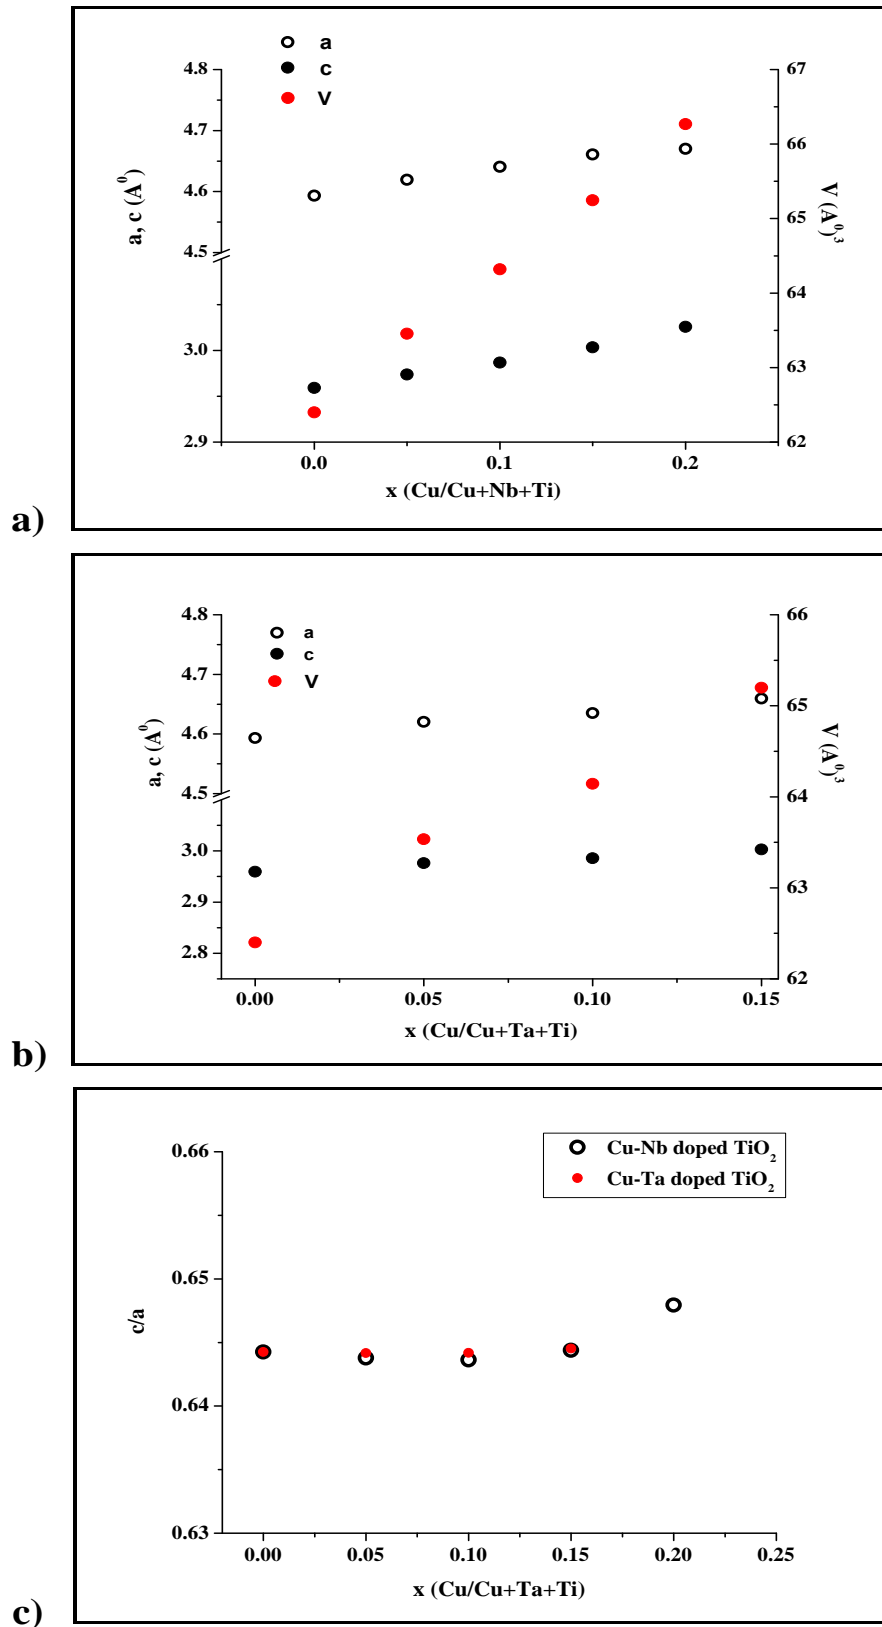 a
c
V
4.8
4.7
4.6
4.5
3.0
2.9
a, c (A⁰)
67
66
65
64
63
62
V (A⁰)³
0.0
0.1
0.2
x (Cu/Cu+Nb+Ti)
a)
a
c
V
4.8
4.7
4.6
4.5
3.0
2.9
2.8
a, c (A⁰)
66
65
64
63
62
V (A⁰)³
0.00
0.05
0.10
0.15
x (Cu/Cu+Ta+Ti)
b)
Cu-Nb doped TiO₂
Cu-Ta doped TiO₂
0.66
0.65
0.64
0.63
c/a
0.00
0.05
0.10
0.15
0.20
0.25
x (Cu/Cu+Ta+Ti)
c)